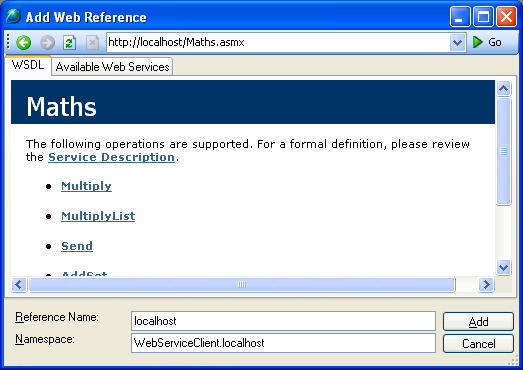 Add Web Reference
http://localhost/Maths.asmx Go
WSDL Available Web Services
Maths
The following operations are supported. For a formal definition, please review
the Service Description.
Multiply
MultiplyList
Send
AddSet
Reference Name: localhost Add
Namespace: WebServiceClient.localhost Cancel